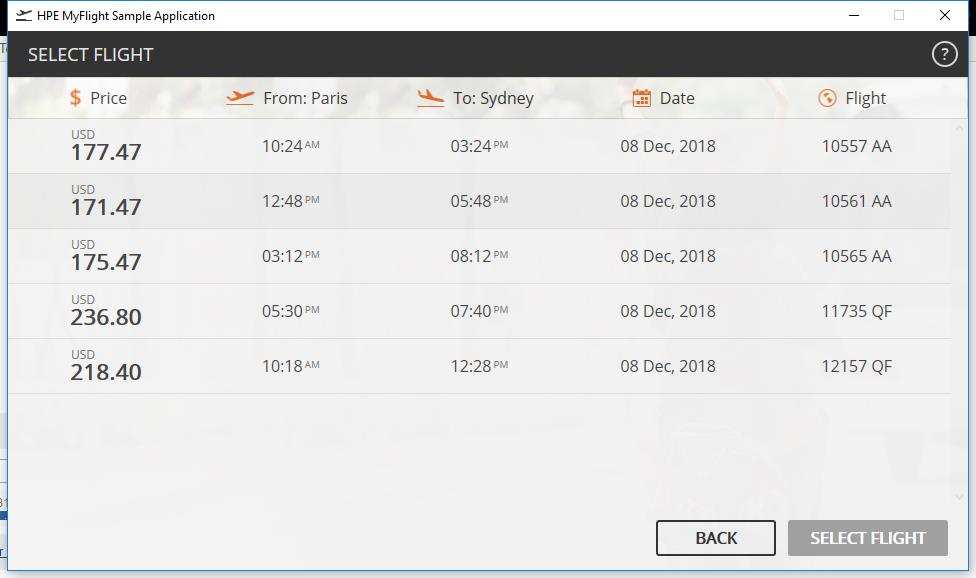 HPE MyFlight Sample Application
SELECT FLIGHT ?
$ Price From: Paris To: Sydney Date Flight
USD
177.47 10:24 AM 03:24 PM 08 Dec, 2018 10557 AA
USD
171.47 12:48 PM 05:48 PM 08 Dec, 2018 10561 AA
USD
175.47 03:12 PM 08:12 PM 08 Dec, 2018 10565 AA
USD
236.80 05:30 PM 07:40 PM 08 Dec, 2018 11735 QF
USD
218.40 10:18 AM 12:28 PM 08 Dec, 2018 12157 QF
BACK SELECT FLIGHT